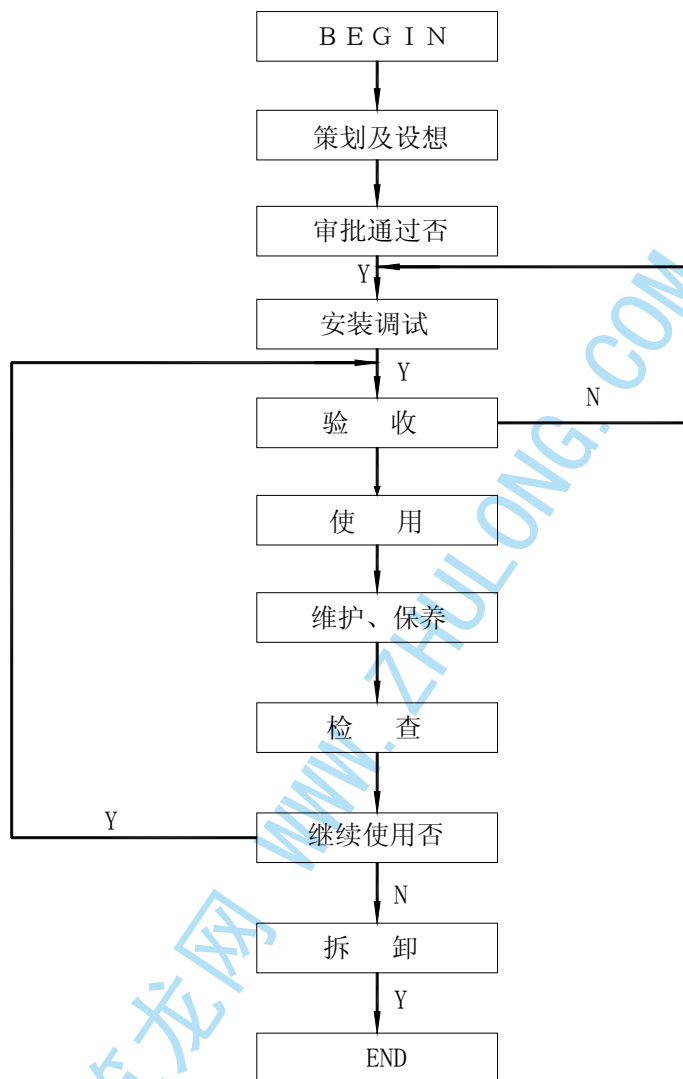 ＢＥＧＩＮ
策划及设想
审批通过否
Y
安装调试
Y
N
验 收
使 用
维护、保养
检 查
Y
继续使用否
N
拆 卸
Y
END
筑龙网 WWW.ZHULONG.COM